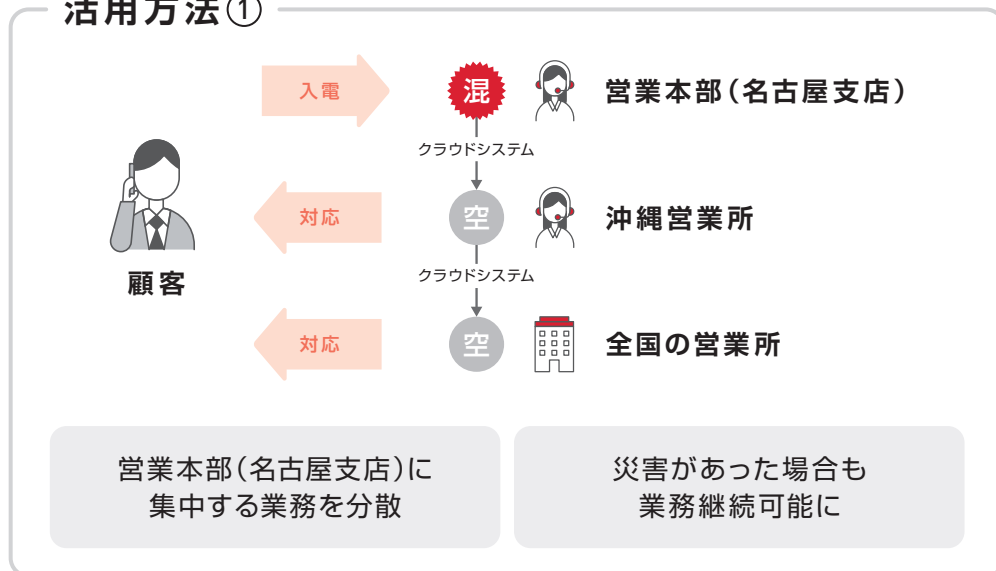 活用方法①
入電
混
営業本部（名古屋支店）
クラウドシステム
対応
空
沖縄営業所
顧客
クラウドシステム
対応
空
全国の営業所
営業本部（名古屋支店）に
集中する業務を分散
災害があった場合も
業務継続可能に